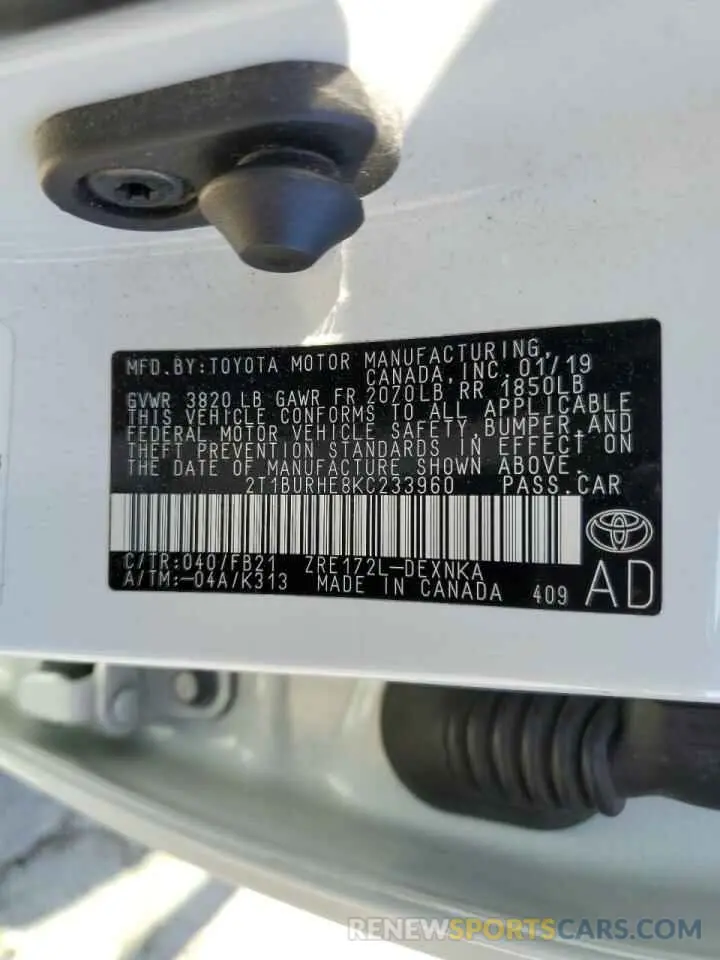 MFD. BY: TOYOTA MOTOR MANUFACTURING,
CANADA, INC. 01/19
GVWR 3820 LB GAWR FR 2070LB RR 1850LB
THIS VEHICLE CONFORMS TO ALL APPLICABLE
FEDERAL MOTOR VEHICLE SAFETY, BUMPER, AND
THEFT PREVENTION STANDARDS IN EFFECT ON
THE DATE OF MANUFACTURE SHOWN ABOVE.
2T1BURHE8KC233960 PASS. CAR
C/TR: 040/FB21 ZRE172L-DEXNKA
A/TM: -04A/K313 MADE IN CANADA 409 AD
RENEWSPORTCARS.COM